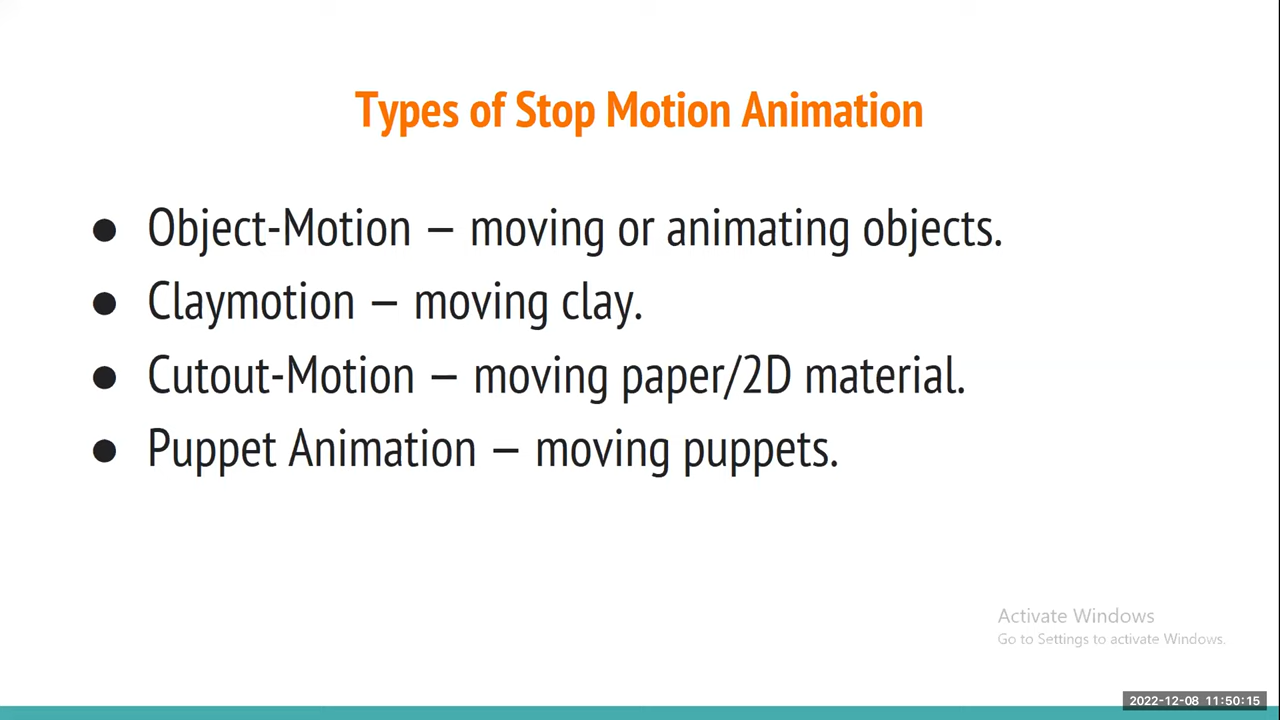 Types of Stop Motion Animation
● Object-Motion — moving or animating objects.
● Claymotion — moving clay.
● Cutout-Motion — moving paper/2D material.
● Puppet Animation — moving puppets.
Activate Windows
Go to Settings to activate Windows.
2022-12-08 11:50:15